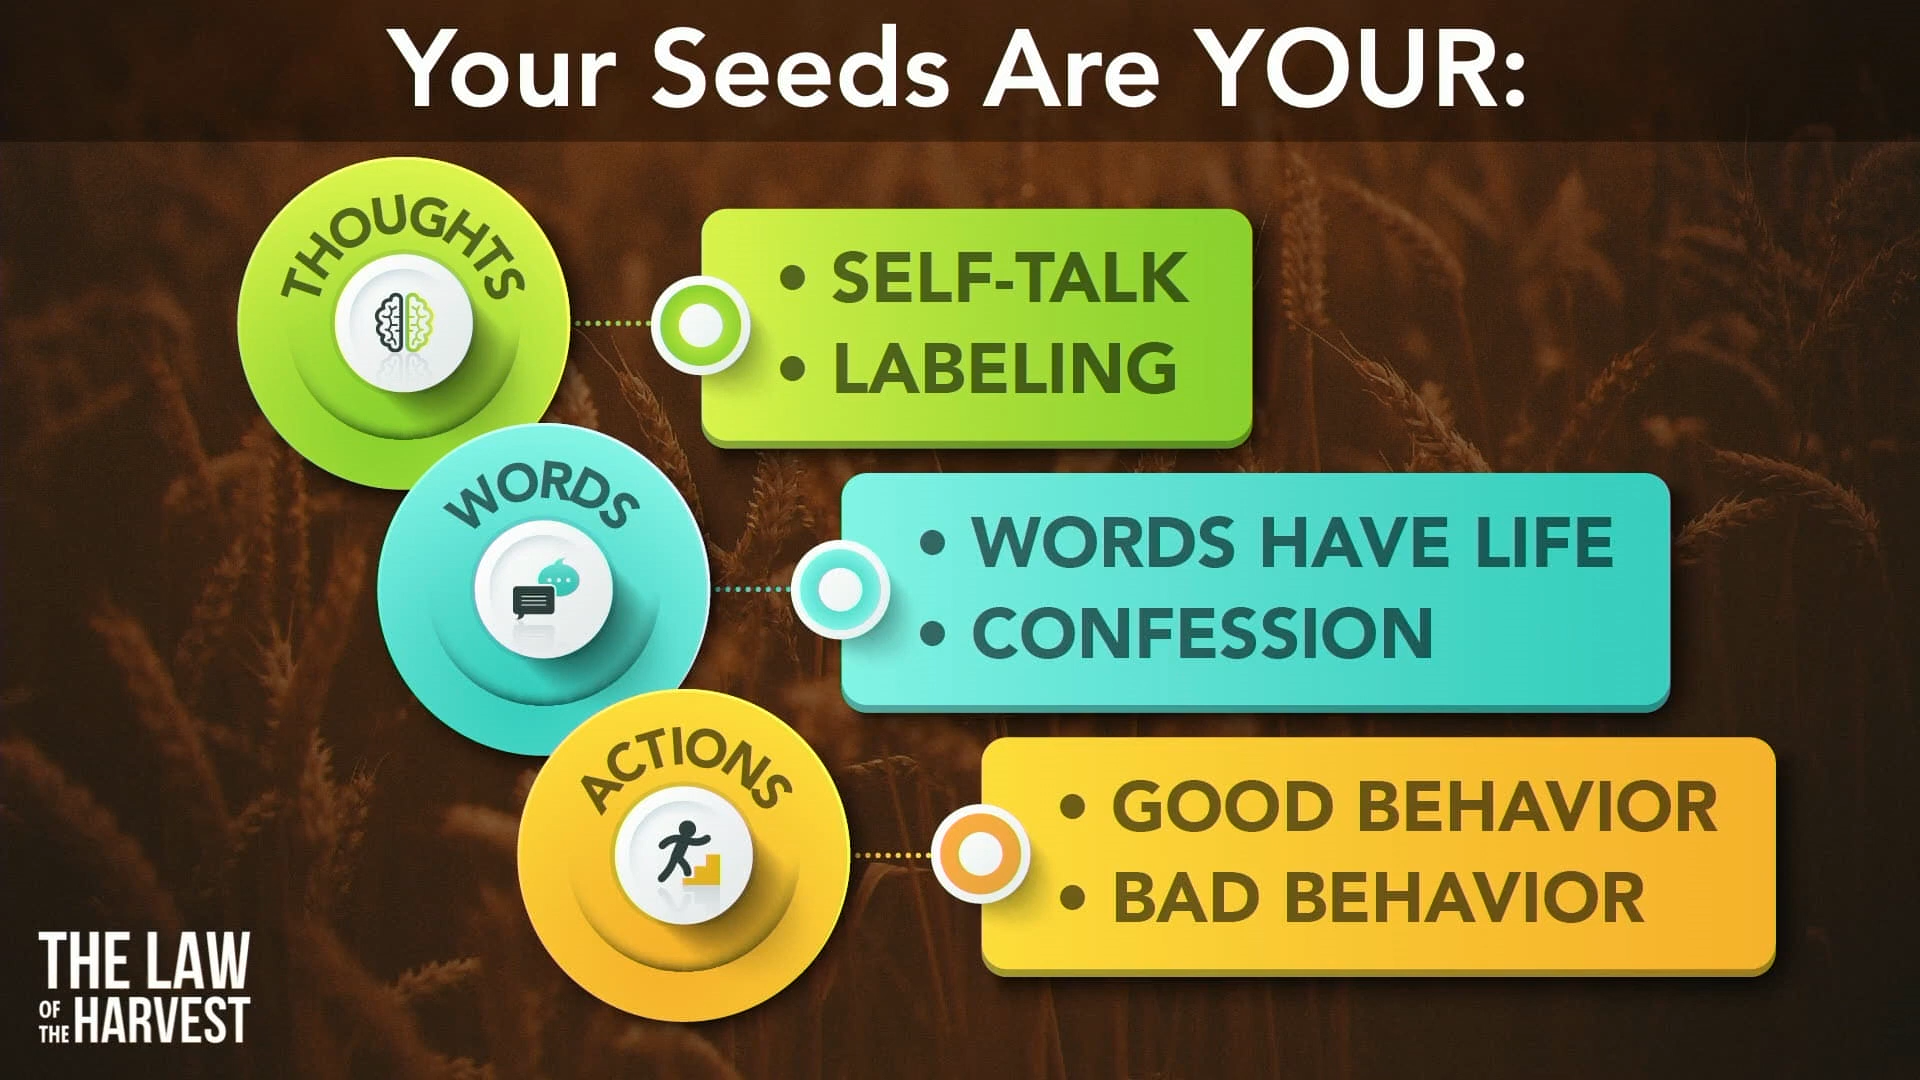 Your Seeds Are YOUR:
THOUGHTS
• SELF-TALK
• LABELING
WORDS
• WORDS HAVE LIFE
• CONFESSION
ACTIONS
• GOOD BEHAVIOR
• BAD BEHAVIOR
THE LAW
OF THE HARVEST